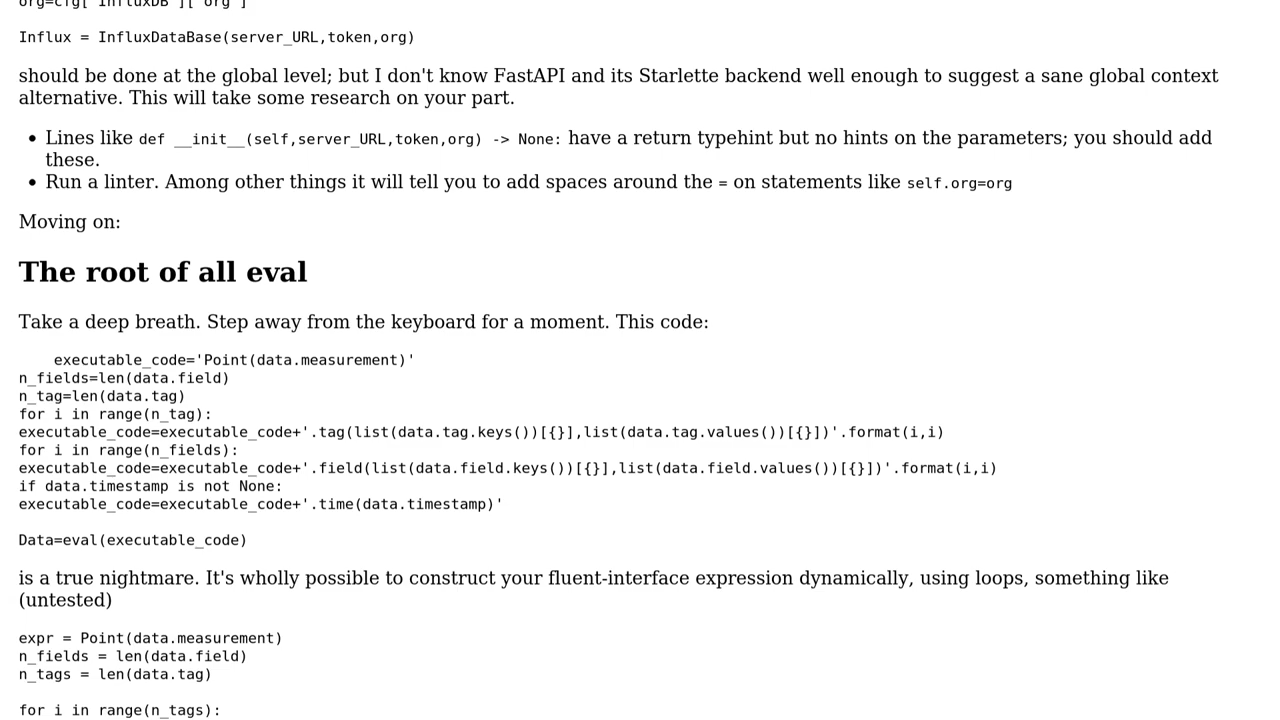 org=cfg['InfluxDB']['org']
Influx = InfluxDataBase(server_URL,token,org)
should be done at the global level; but I don't know FastAPI and its Starlette backend well enough to suggest a sane global context
alternative. This will take some research on your part.
• Lines like def __init__(self,server_URL,token,org) -> None: have a return typehint but no hints on the parameters; you should add
these.
• Run a linter. Among other things it will tell you to add spaces around the = on statements like self.org=org
Moving on:
The root of all eval
Take a deep breath. Step away from the keyboard for a moment. This code:
executable_code='Point(data.measurement)'
n_fields=len(data.field)
n_tag=len(data.tag)
for i in range(n_tag):
executable_code=executable_code+'.tag(list(data.tag.keys())[{}],list(data.tag.values())[{}])'.format(i,i)
for i in range(n_fields):
executable_code=executable_code+'.field(list(data.field.keys())[{}],list(data.field.values())[{}])'.format(i,i)
if data.timestamp is not None:
executable_code=executable_code+'.time(data.timestamp)'
Data=eval(executable_code)
is a true nightmare. It's wholly possible to construct your fluent-interface expression dynamically, using loops, something like
(untested)
expr = Point(data.measurement)
n_fields = len(data.field)
n_tags = len(data.tag)
for i in range(n_tags):